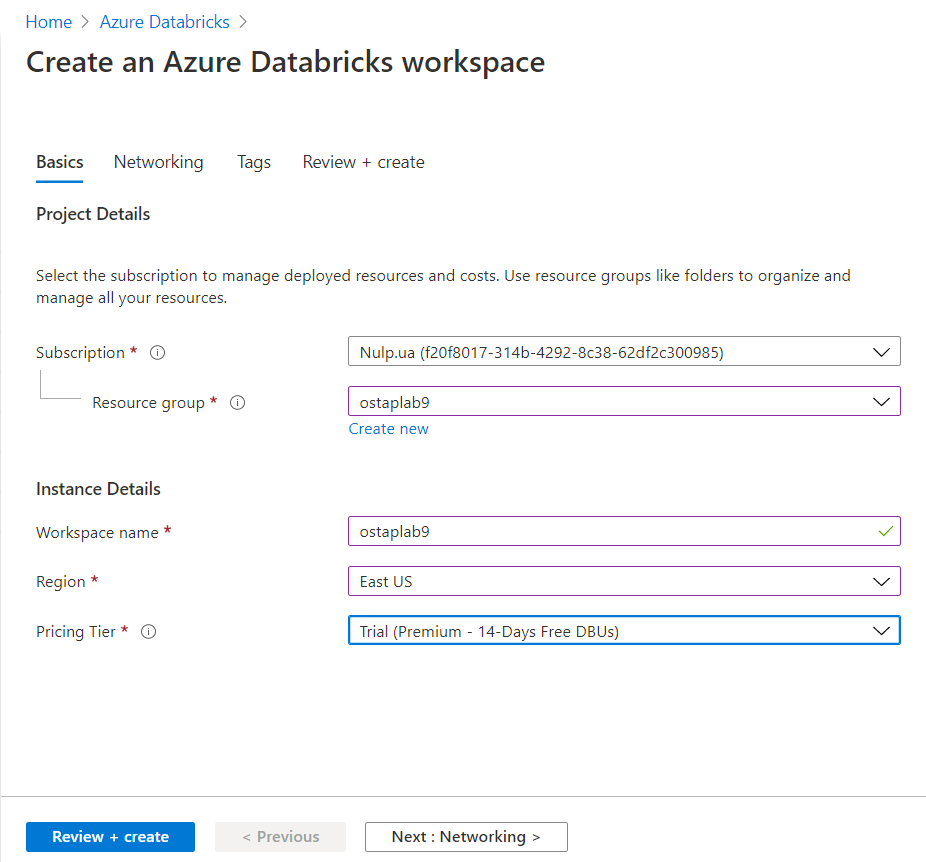 Home > Azure Databricks >
Create an Azure Databricks workspace
Basics Networking Tags Review + create
Project Details
Select the subscription to manage deployed resources and costs. Use resource groups like folders to organize and
manage all your resources.
Subscription * Nulp.ua (f20f8017-314b-4292-8c38-62df2c300985)
Resource group * ostaplab9
Create new
Instance Details
Workspace name * ostaplab9
Region * East US
Pricing Tier * Trial (Premium - 14-Days Free DBUs)
Review + create < Previous Next : Networking >